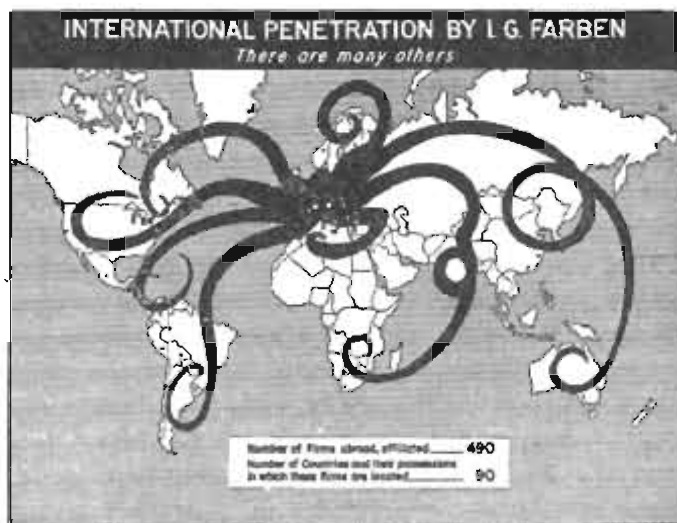 INTERNATIONAL PENETRATION BY I. G. FARBEN
There are many others
Number of Firms abroad, affiliated 490
Number of Countries and their possessions
in which these firms are located 90